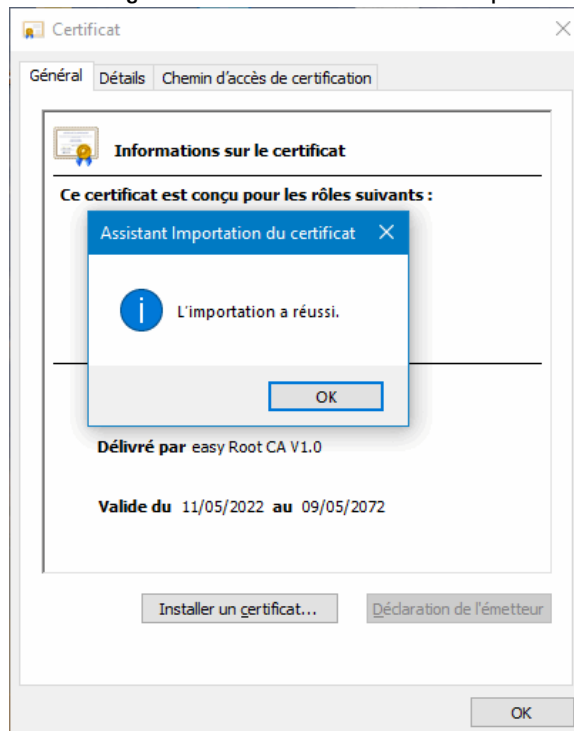 Certificat
Général Détails Chemin d'accès de certification
Informations sur le certificat
Ce certificat est conçu pour les rôles suivants :
Assistant Importation du certificat
L'importation a réussi.
OK
Délivré par easy Root CA V1.0
Valide du 11/05/2022 au 09/05/2072
Installer un certificat... Déclaration de l'émetteur
OK